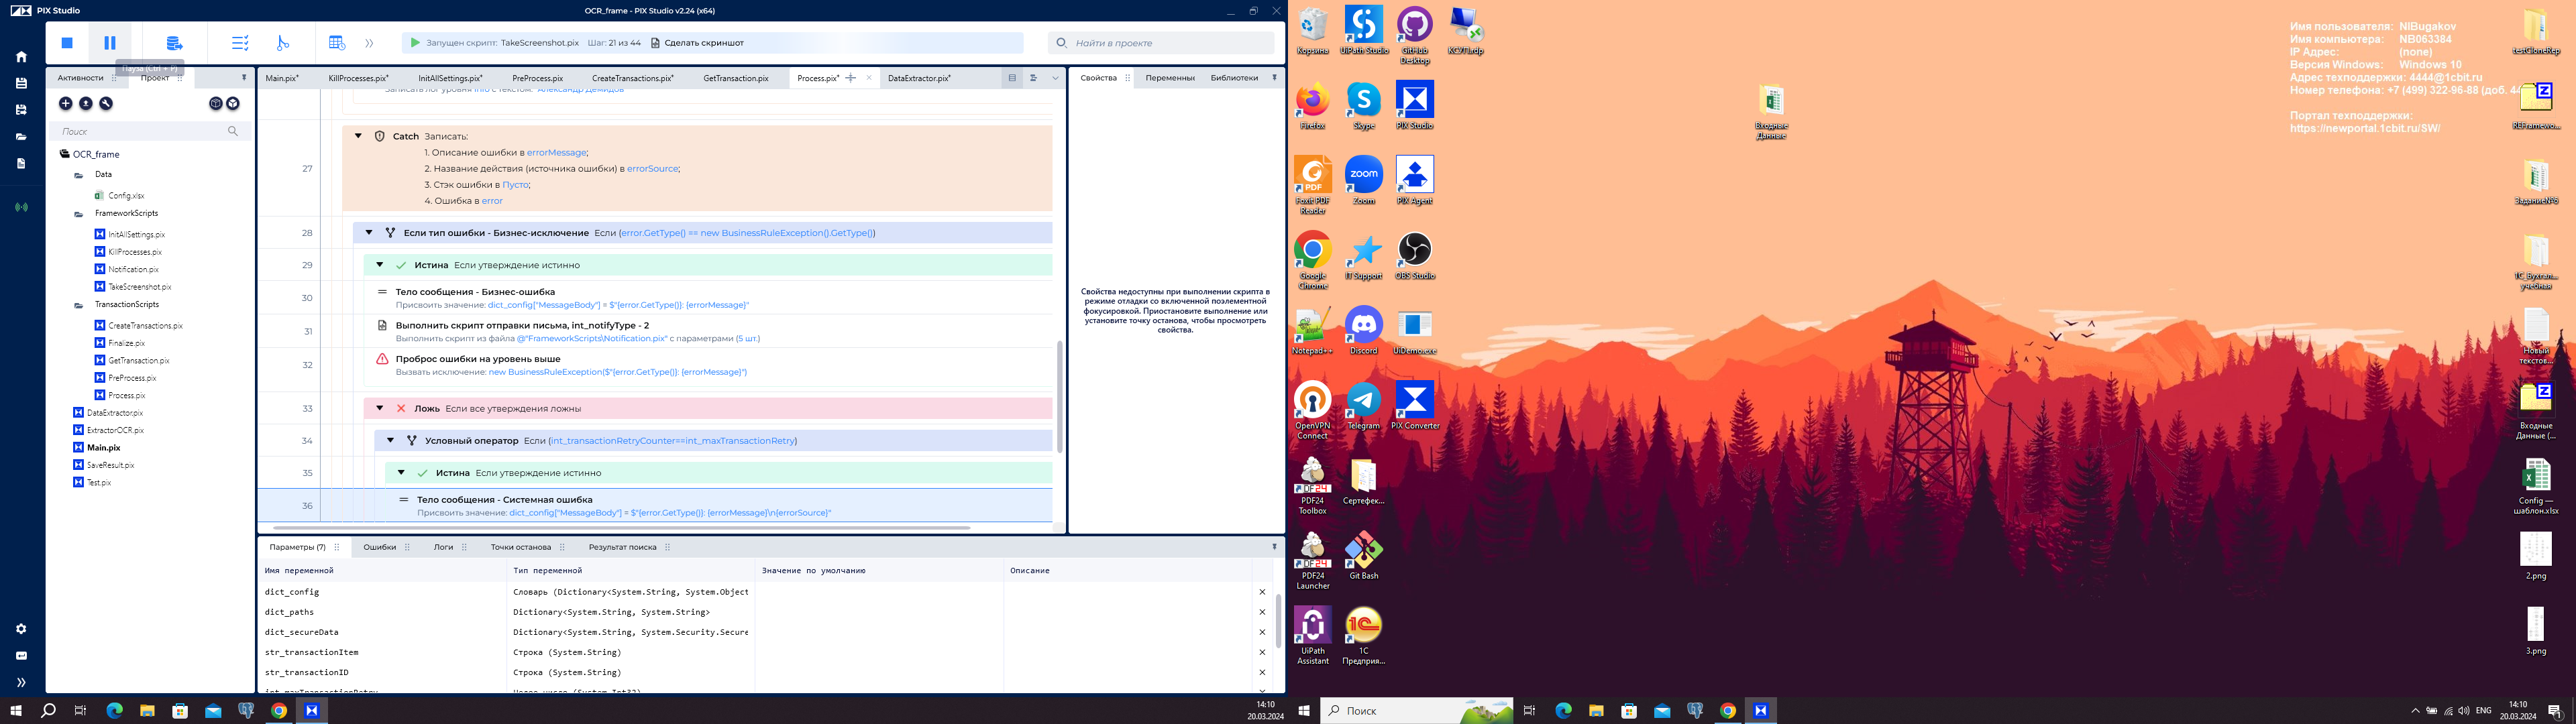 PIX Studio
OCR_frame - PIX Studio v2.24 (x64)
Запущен скрипт: TakeScreenshot.pix Шаг: 21 из 44 Сделать скриншот
Найти в проекте
Пауза (Ctrl + P)
Активности
Проект
Поиск
OCR_frame
Data
Config.xlsx
FrameworkScripts
InitAllSettings.pix
KillProcesses.pix
Notification.pix
TakeScreenshot.pix
TransactionScripts
CreateTransactions.pix
Finalize.pix
GetTransaction.pix
PreProcess.pix
Process.pix
DataExtractor.pix
ExtractorOCR.pix
Main.pix
SaveResult.pix
Test.pix
Main.pix*
KillProcesses.pix*
InitAllSettings.pix*
PreProcess.pix
CreateTransactions.pix*
GetTransaction.pix
Process.pix*
DataExtractor.pix*
Записать лог уровня Info с текстом: "Александр Демидов"
27 Catch Записать:
1. Описание ошибки в errorMessage;
2. Название действия (источника ошибки) в errorSource;
3. Стэк ошибки в Пусто;
4. Ошибка в error
28 Если тип ошибки - Бизнес-исключение Если (error.GetType() == new BusinessRuleException().GetType())
29 Истина Если утверждение истинно
30 Тело сообщения - Бизнес-ошибка
Присвоить значение: dict_config["MessageBody"] = $"{error.GetType()}: {errorMessage}"
31 Выполнить скрипт отправки письма, int_notifyType - 2
Выполнить скрипт из файла @"FrameworkScripts\Notification.pix" с параметрами (5 шт.)
32 Проброс ошибки на уровень выше
Вызвать исключение: new BusinessRuleException($"{error.GetType()}: {errorMessage}")
33 Ложь Если все утверждения ложны
34 Условный оператор Если (int_transactionRetryCounter==int_maxTransactionRetry)
35 Истина Если утверждение истинно
36 Тело сообщения - Системная ошибка
Присвоить значение: dict_config["MessageBody"] = $"{error.GetType()}: {errorMessage}\n{errorSource}"
Свойства
Переменные
Библиотеки
Свойства недоступны при выполнении скрипта в
режиме отладки со включенной поэлементной
фокусировкой. Приостановите выполнение или
установите точку останова, чтобы просмотреть
свойства.
Параметры (7)
Ошибки
Логи
Точки останова
Результат поиска
Имя переменной Тип переменной Значение по умолчанию Описание
dict_config Словарь (Dictionary<System.String, System.Object
dict_paths Dictionary<System.String, System.String>
dict_secureData Dictionary<System.String, System.Security.Secure
str_transactionItem Строка (System.String)
str_transactionID Строка (System.String)
int_maxTransactionRetry Целое число (System.Int32)
14:10
20.03.2024
Корзина
UiPath Studio
GitHub
Desktop
КСУП.rdp
Firefox
Skype
PIX Studio
Foxit PDF
Reader
Zoom
PIX Agent
Google
Chrome
IT Support
OBS Studio
Notepad++
Discord
UIDemo.exe
OpenVPN
Connect
Telegram
PIX Converter
PDF24
Toolbox
Сертефек...
PDF24
Launcher
Git Bash
UiPath
Assistant
1С
Предприя...
Входные
Данные
Имя пользователя: NIBugakov
Имя компьютера: NB063384
IP Адрес: (none)
Версия Windows: Windows 10
Адрес техподдержки: 4444@1cbit.ru
Номер телефона: +7 (499) 322-96-88 (доб. 44
Портал техподдержки:
https://newportal.1cbit.ru/SW/
testCloneRep
REFramewo...
Задание№6
1С_Бухгал...
учебная
Новый
текстов...
Входные
Данные (...
Config —
шаблон.xlsx
2.png
3.png
Поиск
ENG
14:10
20.03.2024